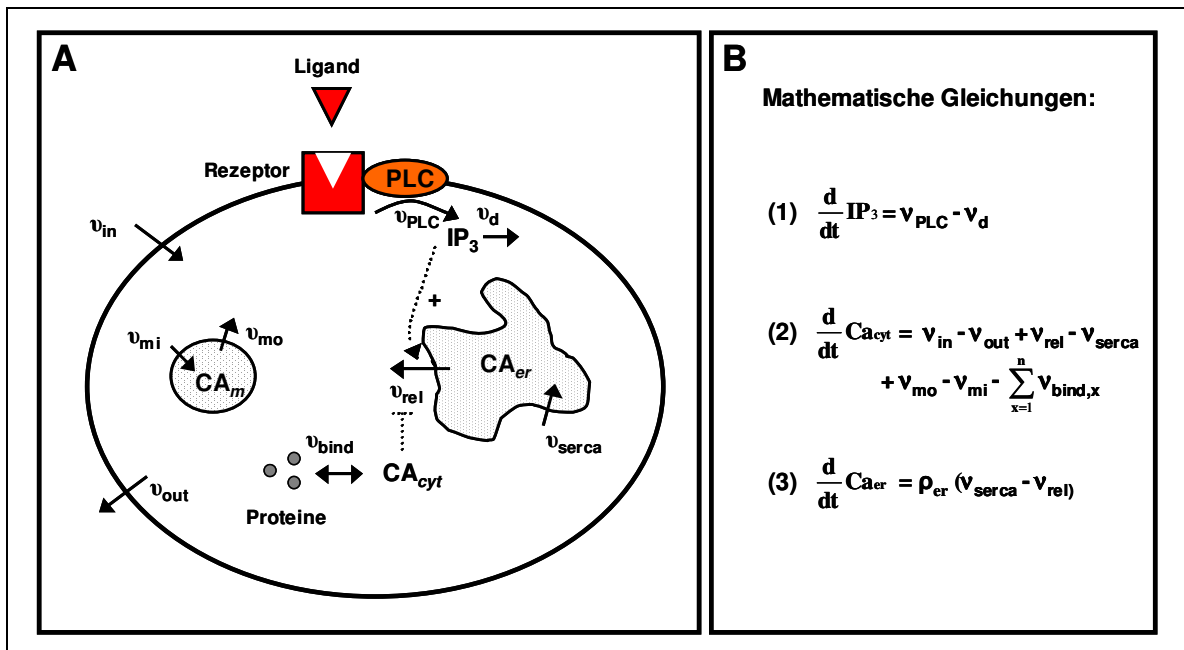 A
Ligand
Rezeptor
PLC
υPLC
υd
IP3
υin
+
υmi
υmo
CAm
CAer
υrel
υserca
υbind
CAcyt
υout
Proteine
B
Mathematische Gleichungen:
(1) d/dt IP3 = νPLC - νd
(2) d/dt Cacyt = νin - νout + νrel - νserca
+ νmo - νmi - ∑ₓ₌₁ⁿ νbind,x
(3) d/dt Caer = ρer (νserca - νrel)